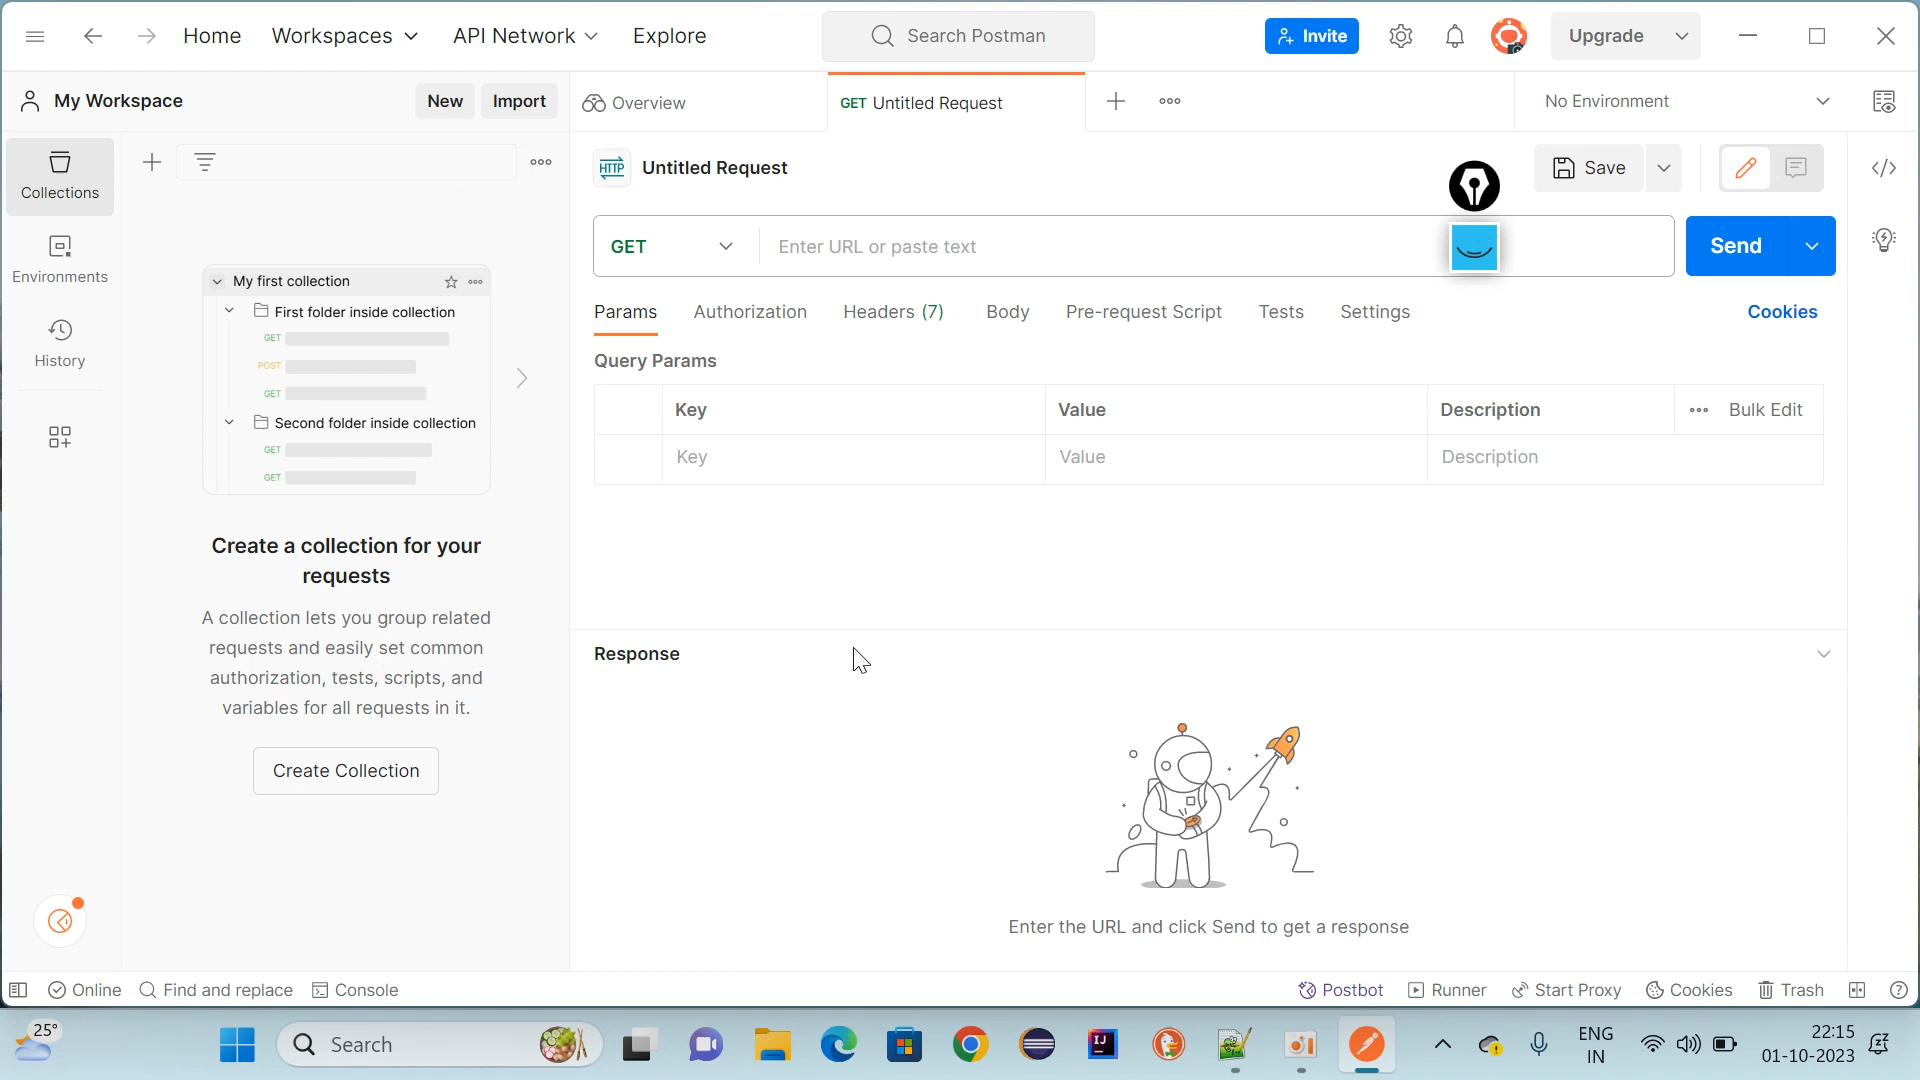 Home Workspaces API Network Explore Search Postman Invite Upgrade
My Workspace New Import Overview GET Untitled Request No Environment
Collections
Environments
History
My first collection
First folder inside collection
GET
POST
GET
Second folder inside collection
GET
GET
Create a collection for your
requests
A collection lets you group related
requests and easily set common
authorization, tests, scripts, and
variables for all requests in it.
Create Collection
HTTP Untitled Request Save
GET Enter URL or paste text Send
Params Authorization Headers (7) Body Pre-request Script Tests Settings Cookies
Query Params
Key Value Description Bulk Edit
Key Value Description
Response
Enter the URL and click Send to get a response
Online Find and replace Console Postbot Runner Start Proxy Cookies Trash
25°
Search
IJ
ENG
IN
22:15
01-10-2023